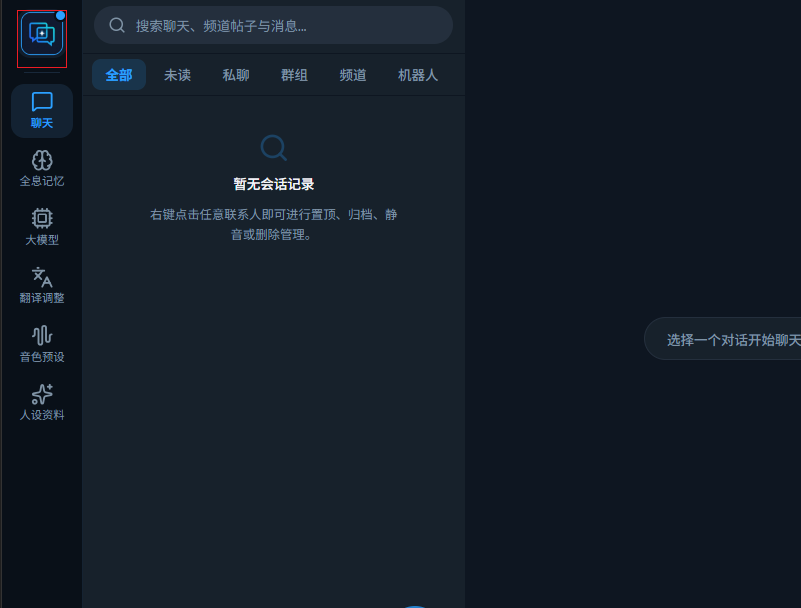 搜索聊天、频道帖子与消息...
全部 未读 私聊 群组 频道 机器人
聊天
全息记忆
大模型
翻译调整
音色预设
人设资料
暂无会话记录
右键点击任意联系人即可进行置顶、归档、静
音或删除管理。
选择一个对话开始聊天